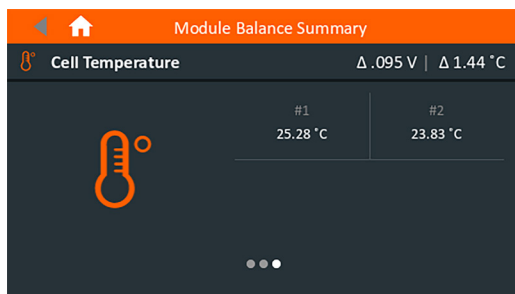 Module Balance Summary
Cell Temperature Δ .095 V | Δ 1.44 °C
#1 #2
25.28 °C 23.83 °C